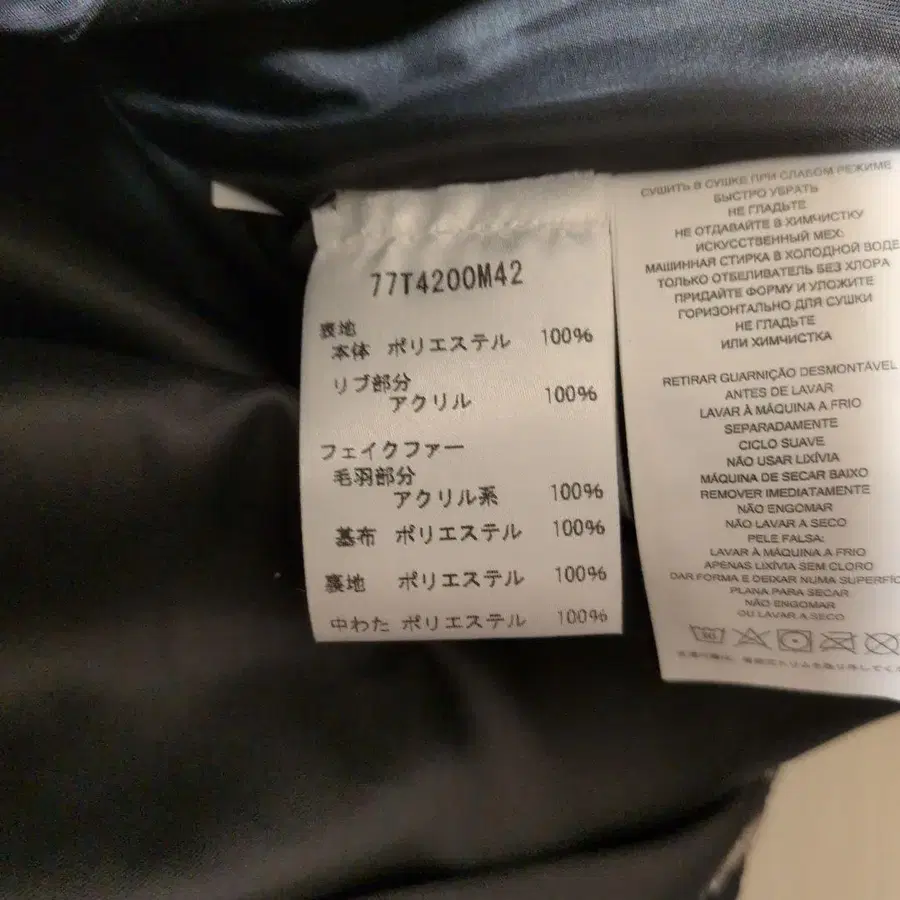 77T4200M42
表地
本体 ポリエステル 100%
リブ部分
アクリル 100%
フェイクファー
毛羽部分
アクリル系 100%
基布 ポリエステル 100%
裏地 ポリエステル 100%
中わた ポリエステル 100%
СУШИТЬ В СУШКЕ ПРИ СЛАБОМ РЕЖИМЕ
БЫСТРО УБРАТЬ
НЕ ГЛАДЬТЕ
НЕ ОТДАВАЙТЕ В ХИМЧИСТКУ
ИСКУССТВЕННЫЙ МЕХ:
МАШИННАЯ СТИРКА В ХОЛОДНОЙ ВОДЕ
ТОЛЬКО ОТБЕЛИВАТЕЛЬ БЕЗ ХЛОРА
ПРИДАЙТЕ ФОРМУ И УЛОЖИТЕ
ГОРИЗОНТАЛЬНО ДЛЯ СУШКИ
НЕ ГЛАДЬТЕ
ИЛИ ХИМЧИСТКА
RETIRAR GUARNIÇÃO DESMONTÁVEL
ANTES DE LAVAR
LAVAR À MÁQUINA A FRIO
SEPARADAMENTE
CICLO SUAVE
NÃO USAR LIXÍVIA
MÁQUINA DE SECAR BAIXO
REMOVER IMEDIATAMENTE
NÃO ENGOMAR
NÃO LAVAR A SECO
PELE FALSA:
LAVAR À MÁQUINA A FRIO
APENAS LIXÍVIA SEM CLORO
DAR FORMA E DEIXAR NUMA
PLANA PARA SECAR
NÃO ENGOMAR
OU LAVAR A SECO